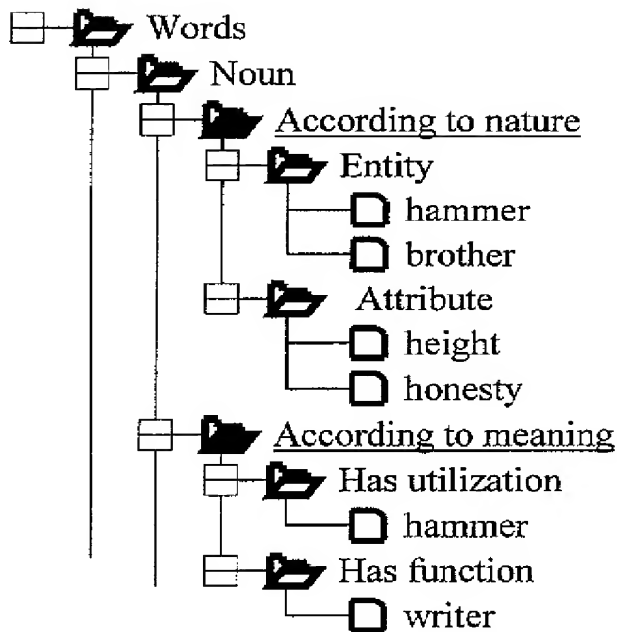 Words
Noun
According to nature
Entity
hammer
brother
Attribute
height
honesty
According to meaning
Has utilization
hammer
Has function
writer